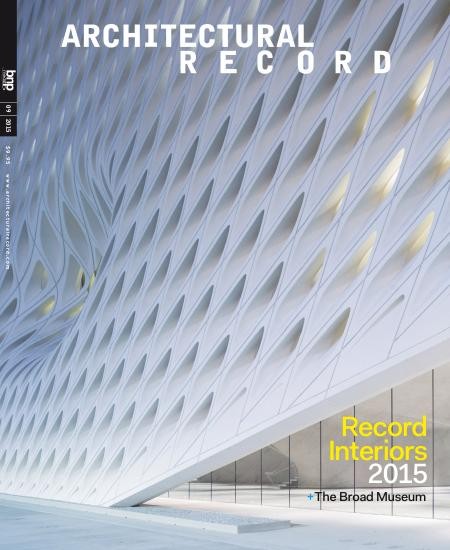 ARCHITECTURAL
RECORD
bnp
09
2015
$9.95
www.architecturalrecord.com
Record
Interiors
2015
+The Broad Museum